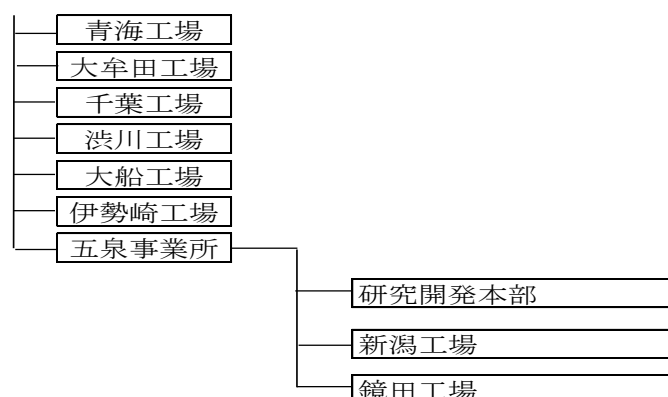 青海工場
大牟田工場
千葉工場
渋川工場
大船工場
伊勢崎工場
五泉事業所
研究開発本部
新潟工場
鏡田工場